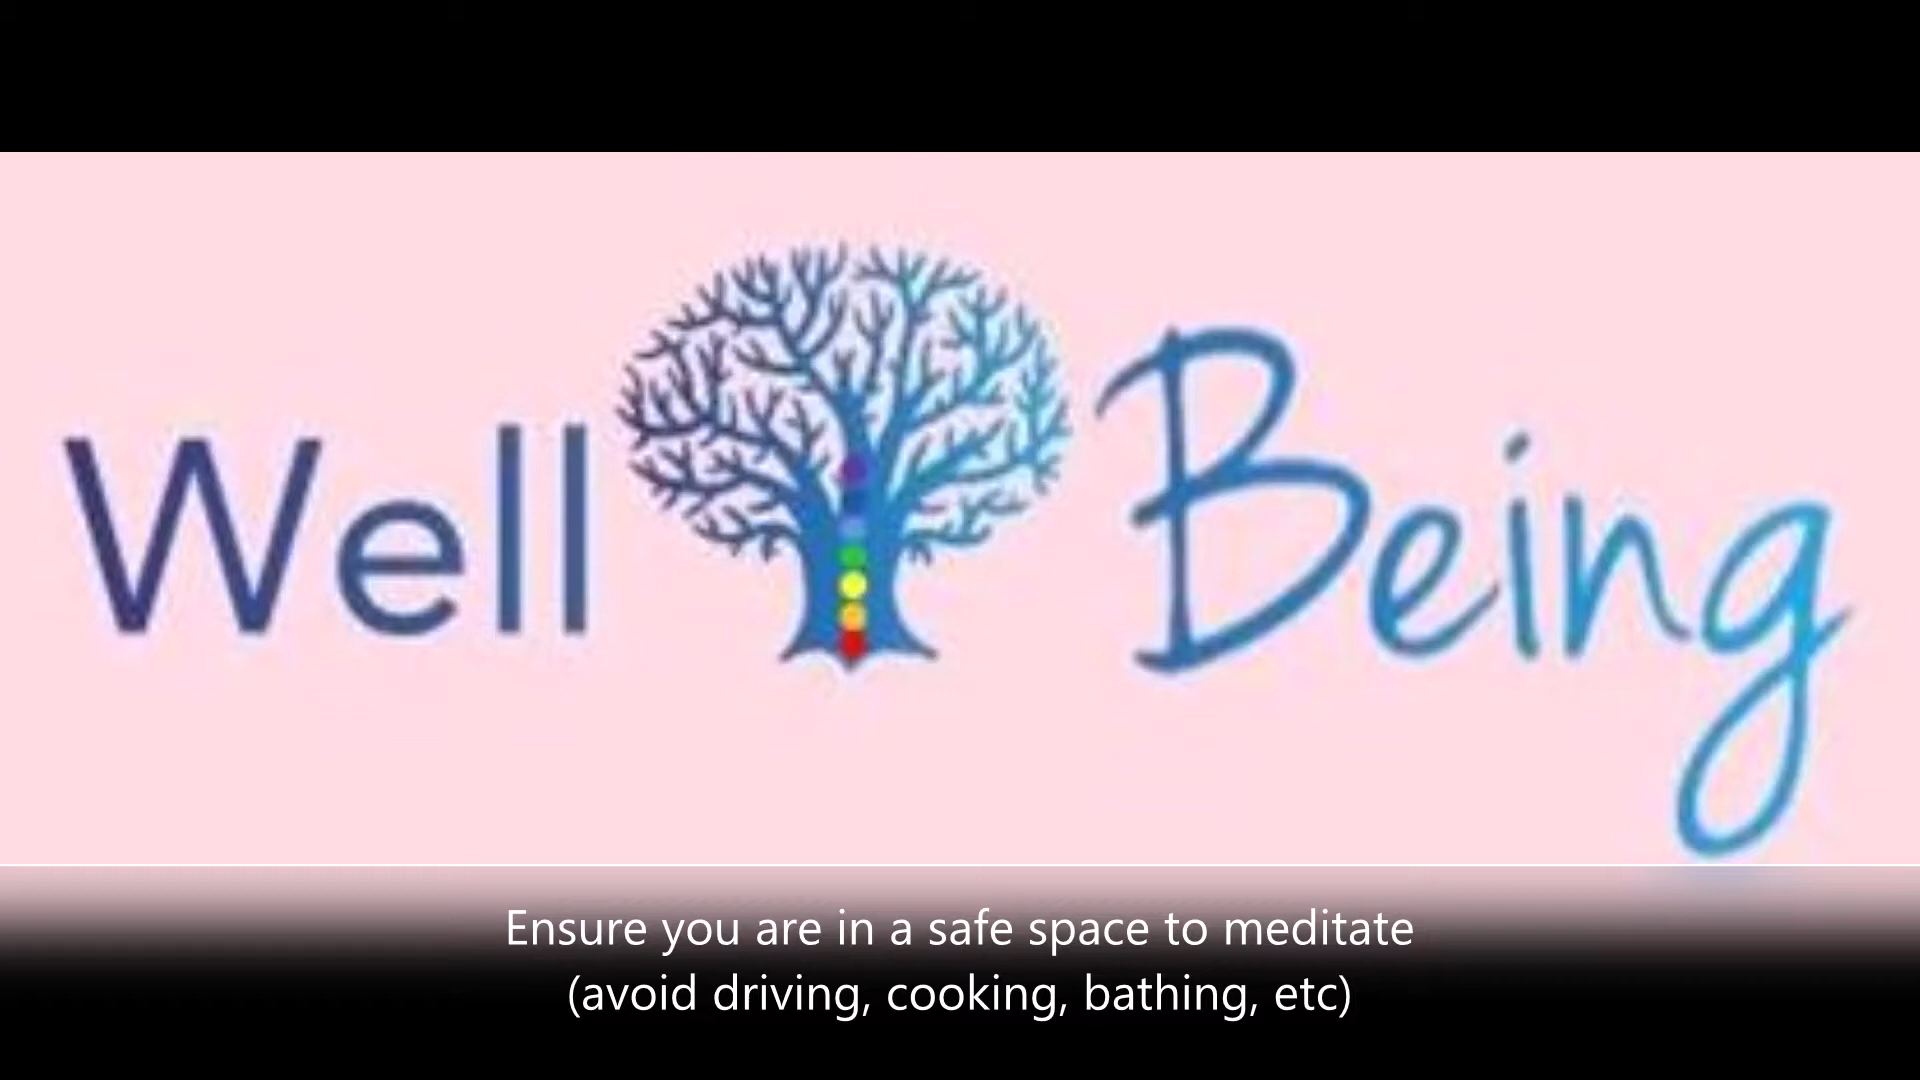 Well Being
Ensure you are in a safe space to meditate
(avoid driving, cooking, bathing, etc)